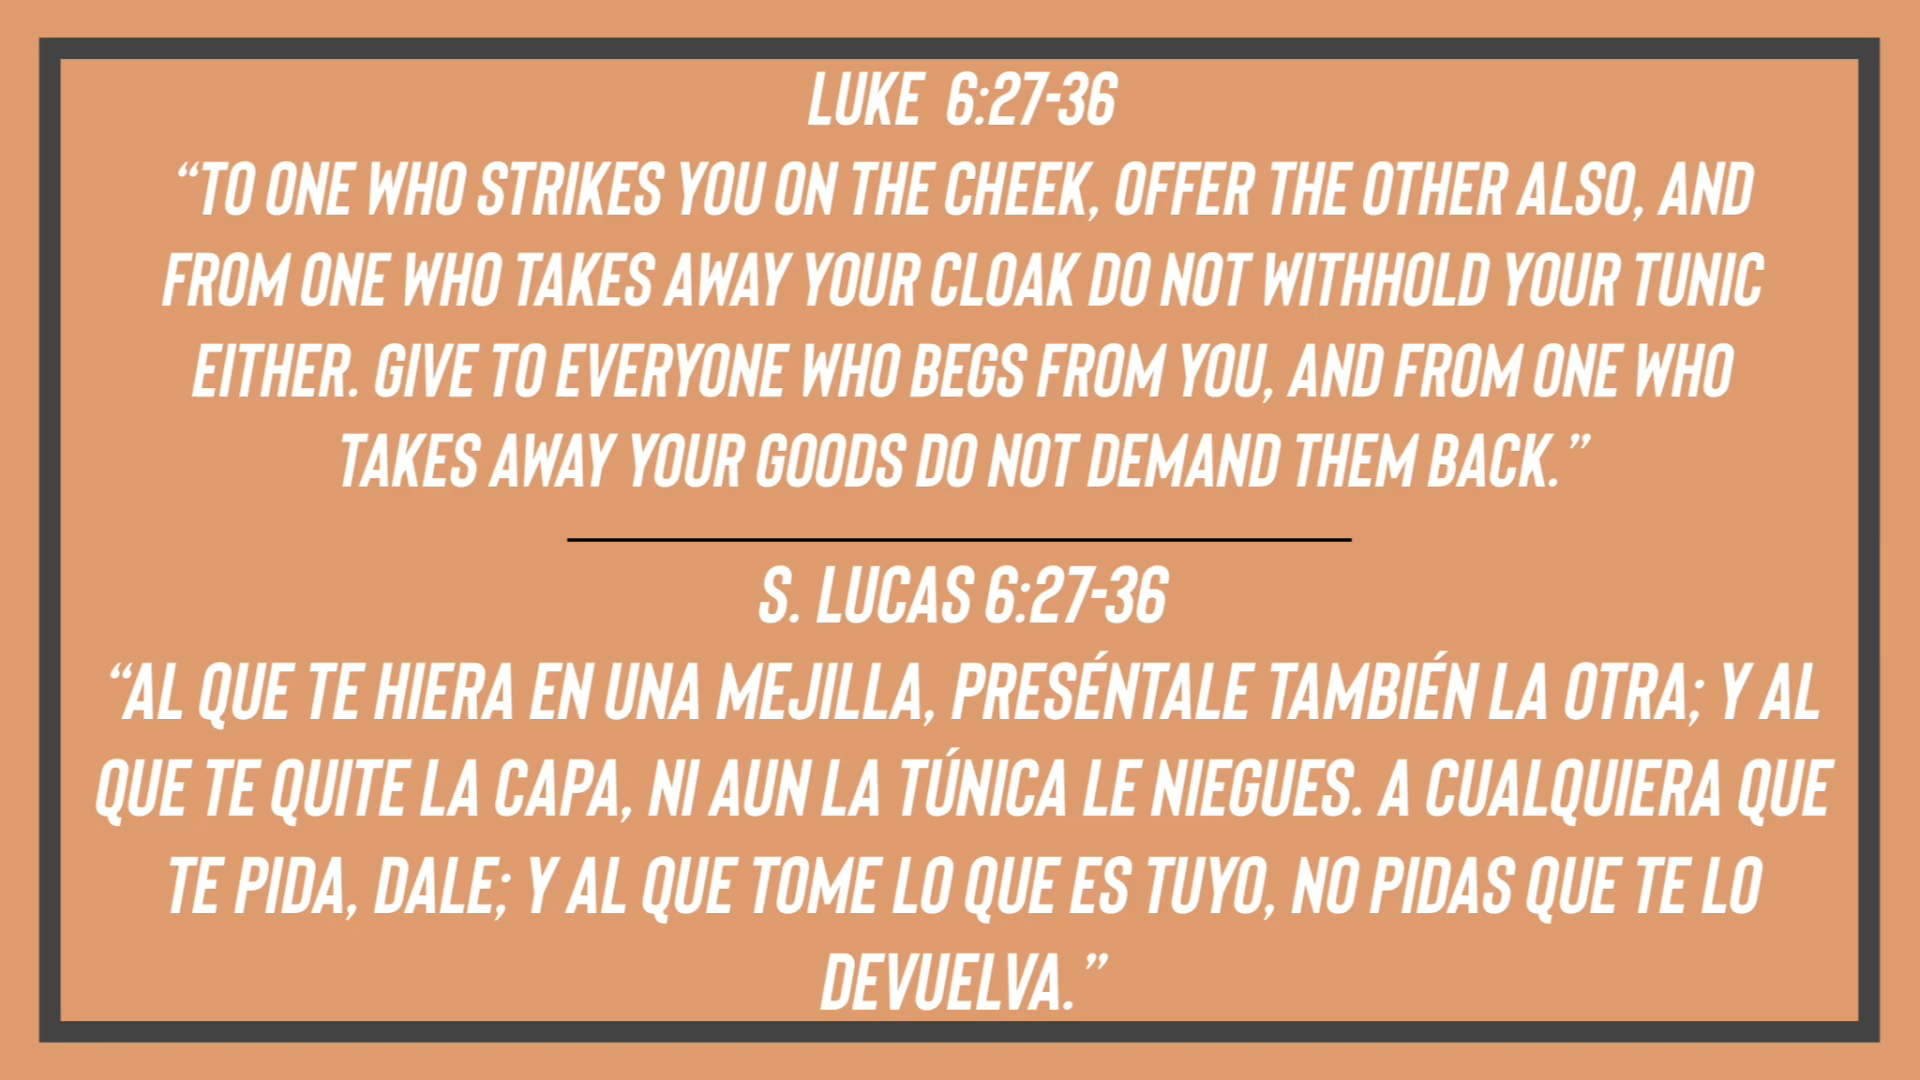 LUKE 6:27-36
“TO ONE WHO STRIKES YOU ON THE CHEEK, OFFER THE OTHER ALSO, AND
FROM ONE WHO TAKES AWAY YOUR CLOAK DO NOT WITHHOLD YOUR TUNIC
EITHER. GIVE TO EVERYONE WHO BEGS FROM YOU, AND FROM ONE WHO
TAKES AWAY YOUR GOODS DO NOT DEMAND THEM BACK.”
S. LUCAS 6:27-36
“AL QUE TE HIERA EN UNA MEJILLA, PRESÉNTALE TAMBIÉN LA OTRA; Y AL
QUE TE QUITE LA CAPA, NI AUN LA TÚNICA LE NIEGUES. A CUALQUIERA QUE
TE PIDA, DALE; Y AL QUE TOME LO QUE ES TUYO, NO PIDAS QUE TE LO
DEVUELVA.”